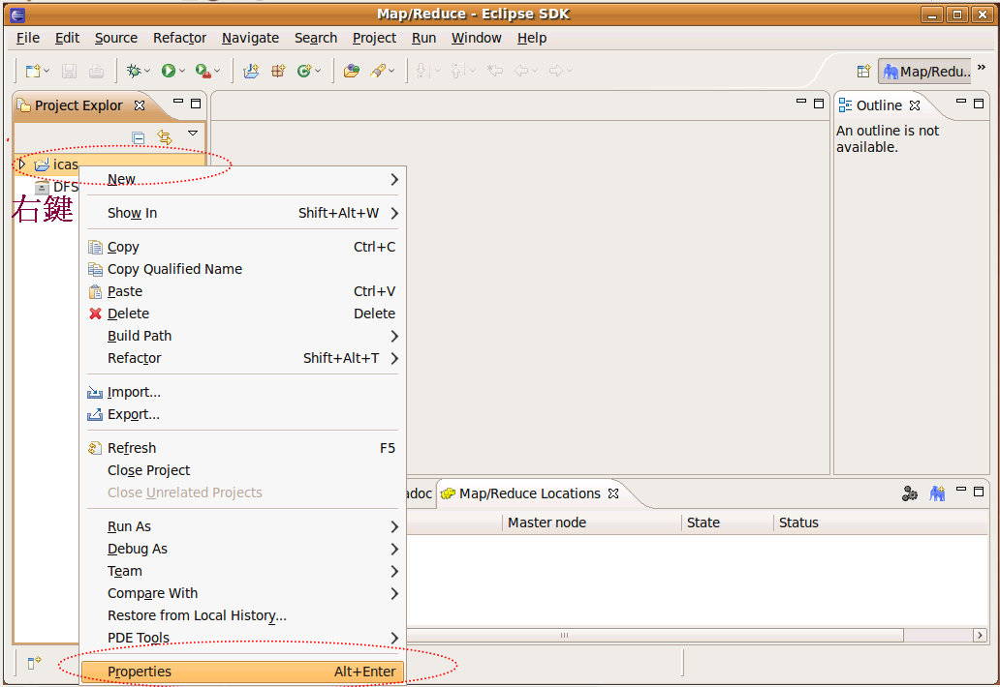 Map/Reduce - Eclipse SDK
File Edit Source Refactor Navigate Search Project Run Window Help
Map/Redu..
Project Explor
Outline
An outline is not
available.
icas
DFS
右鍵
New
Show In Shift+Alt+W
Copy Ctrl+C
Copy Qualified Name
Paste Ctrl+V
Delete Delete
Build Path
Refactor Shift+Alt+T
Import...
Export...
Refresh F5
Close Project
Close Unrelated Projects
Run As
Debug As
Team
Compare With
Restore from Local History...
PDE Tools
Properties Alt+Enter
adoc Map/Reduce Locations
Master node State Status